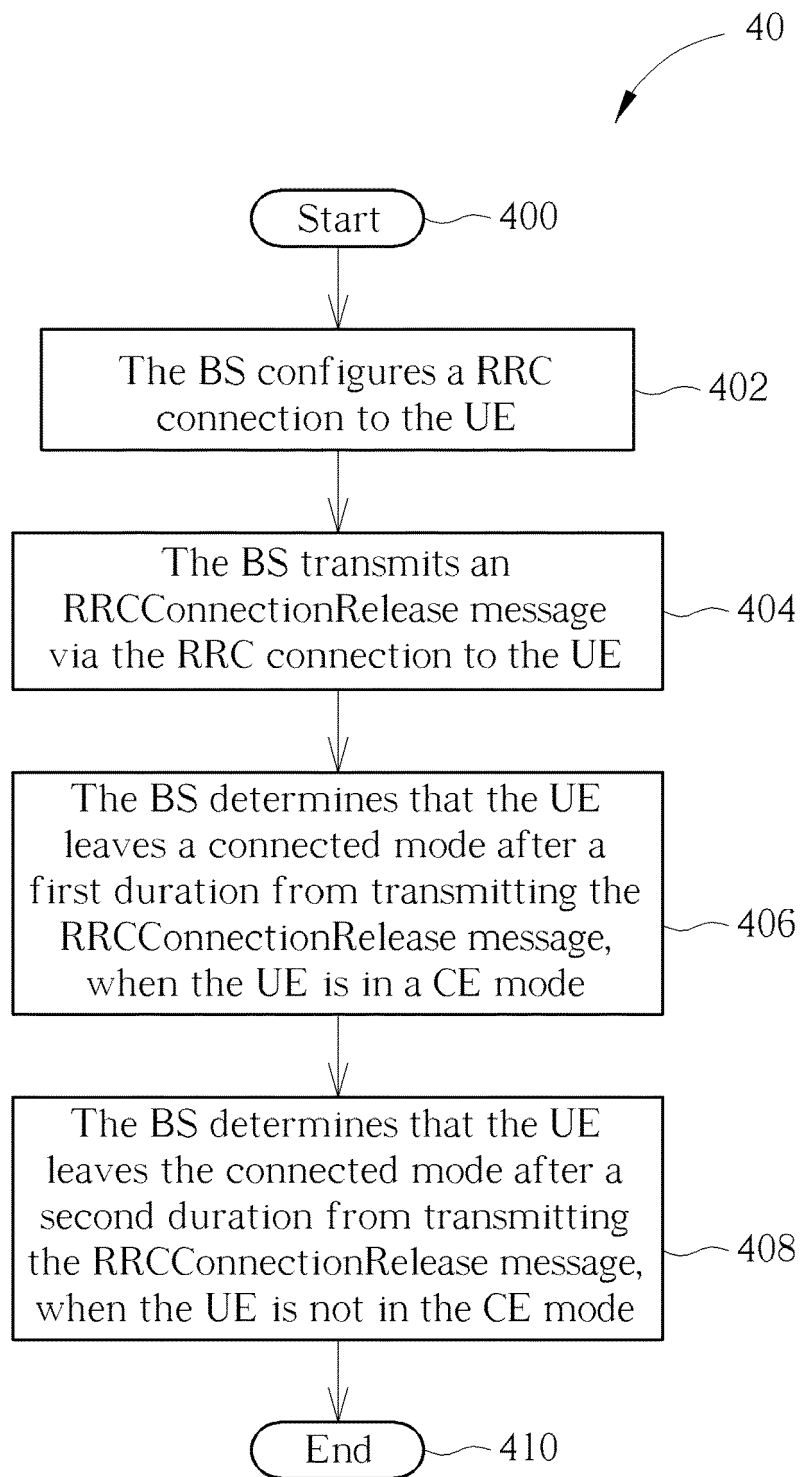 40
Start
400
The BS configures a RRC
connection to the UE
402
The BS transmits an
RRCConnectionRelease message
via the RRC connection to the UE
404
The BS determines that the UE
leaves a connected mode after a
first duration from transmitting the
RRCConnectionRelease message,
when the UE is in a CE mode
406
The BS determines that the UE
leaves the connected mode after a
second duration from transmitting
the RRCConnectionRelease message,
when the UE is not in the CE mode
408
End
410